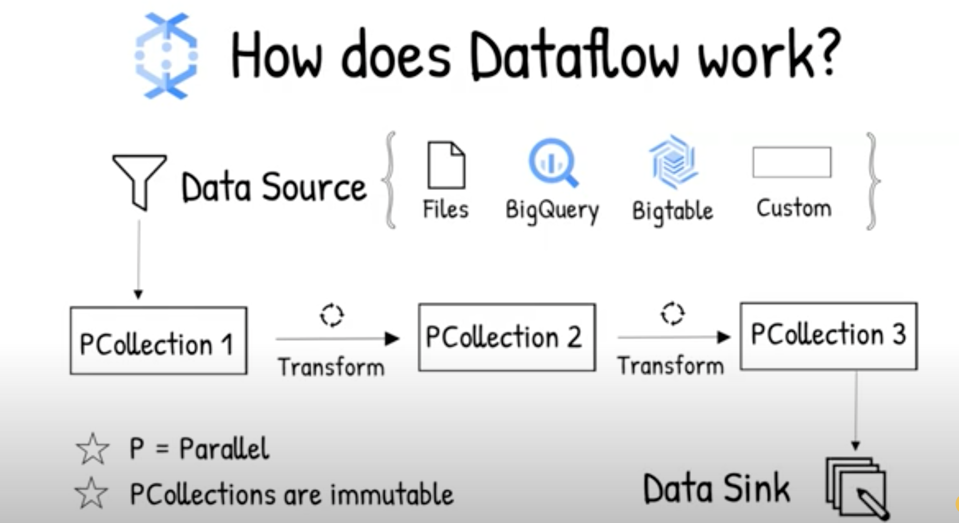 How does Dataflow work?
Data Source
Files
BigQuery
Bigtable
Custom
PCollection 1
Transform
PCollection 2
Transform
PCollection 3
P = Parallel
PCollections are immutable
Data Sink